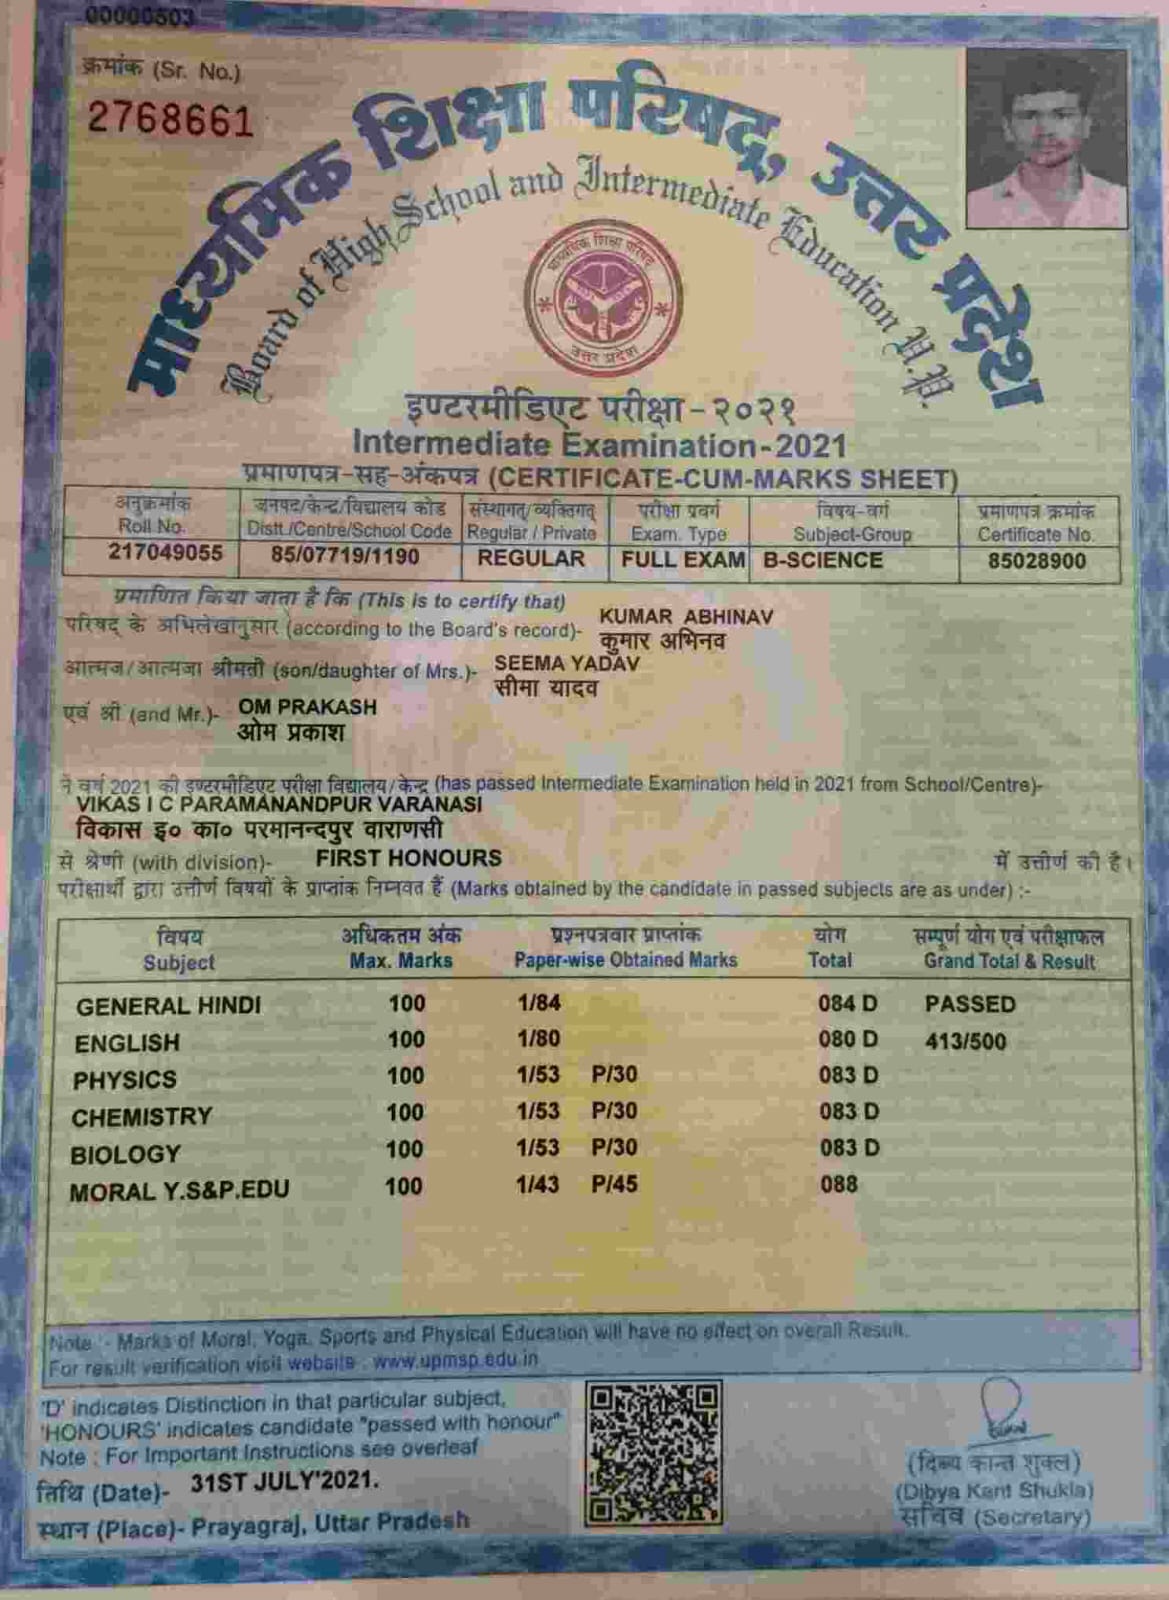 00000503
क्रमांक (Sr. No.)
2768661
माध्यमिक शिक्षा परिषद्, उत्तर प्रदेश
Board of High School and Intermediate Education U.P.
माध्यमिक शिक्षा परिषद
उत्तर प्रदेश
इण्टरमीडिएट परीक्षा-२०२१
Intermediate Examination-2021
प्रमाणपत्र-सह-अंकपत्र (CERTIFICATE-CUM-MARKS SHEET)
अनुक्रमांक जनपद/केन्द्र/विद्यालय कोड संस्थागत/व्यक्तिगत परीक्षा प्रवर्ग विषय-वर्ग प्रमाणपत्र क्रमांक
Roll No. Distt./Centre/School Code Regular / Private Exam. Type Subject-Group Certificate No.
217049055 85/07719/1190 REGULAR FULL EXAM B-SCIENCE 85028900
प्रमाणित किया जाता है कि (This is to certify that)
परिषद् के अभिलेखानुसार (according to the Board's record)- KUMAR ABHINAV
कुमार अभिनव
आत्मज/आत्मजा श्रीमती (son/daughter of Mrs.)- SEEMA YADAV
सीमा यादव
एवं श्री (and Mr.)- OM PRAKASH
ओम प्रकाश
ने वर्ष 2021 की इण्टरमीडिएट परीक्षा विद्यालय/केन्द्र (has passed Intermediate Examination held in 2021 from School/Centre)-
VIKAS I C PARAMANANDPUR VARANASI
विकास इ० का० परमानन्दपुर वाराणसी
से श्रेणी (with division)- FIRST HONOURS में उत्तीर्ण की है।
परीक्षार्थी द्वारा उत्तीर्ण विषयों के प्राप्तांक निम्नवत हैं (Marks obtained by the candidate in passed subjects are as under) :-
विषय अधिकतम अंक प्रश्नपत्रवार प्राप्तांक योग सम्पूर्ण योग एवं परीक्षाफल
Subject Max. Marks Paper-wise Obtained Marks Total Grand Total & Result
GENERAL HINDI 100 1/84 084 D PASSED
ENGLISH 100 1/80 080 D 413/500
PHYSICS 100 1/53 P/30 083 D
CHEMISTRY 100 1/53 P/30 083 D
BIOLOGY 100 1/53 P/30 083 D
MORAL Y.S&P.EDU 100 1/43 P/45 088
Note :- Marks of Moral, Yoga, Sports and Physical Education will have no effect on overall Result.
For result verification visit website : www.upmsp.edu.in
'D' indicates Distinction in that particular subject,
'HONOURS' indicates candidate "passed with honour"
Note : For Important Instructions see overleaf
तिथि (Date)- 31ST JULY'2021.
स्थान (Place)- Prayagraj, Uttar Pradesh
(दिव्य कान्त शुक्ल)
(Dibya Kant Shukla)
सचिव (Secretary)